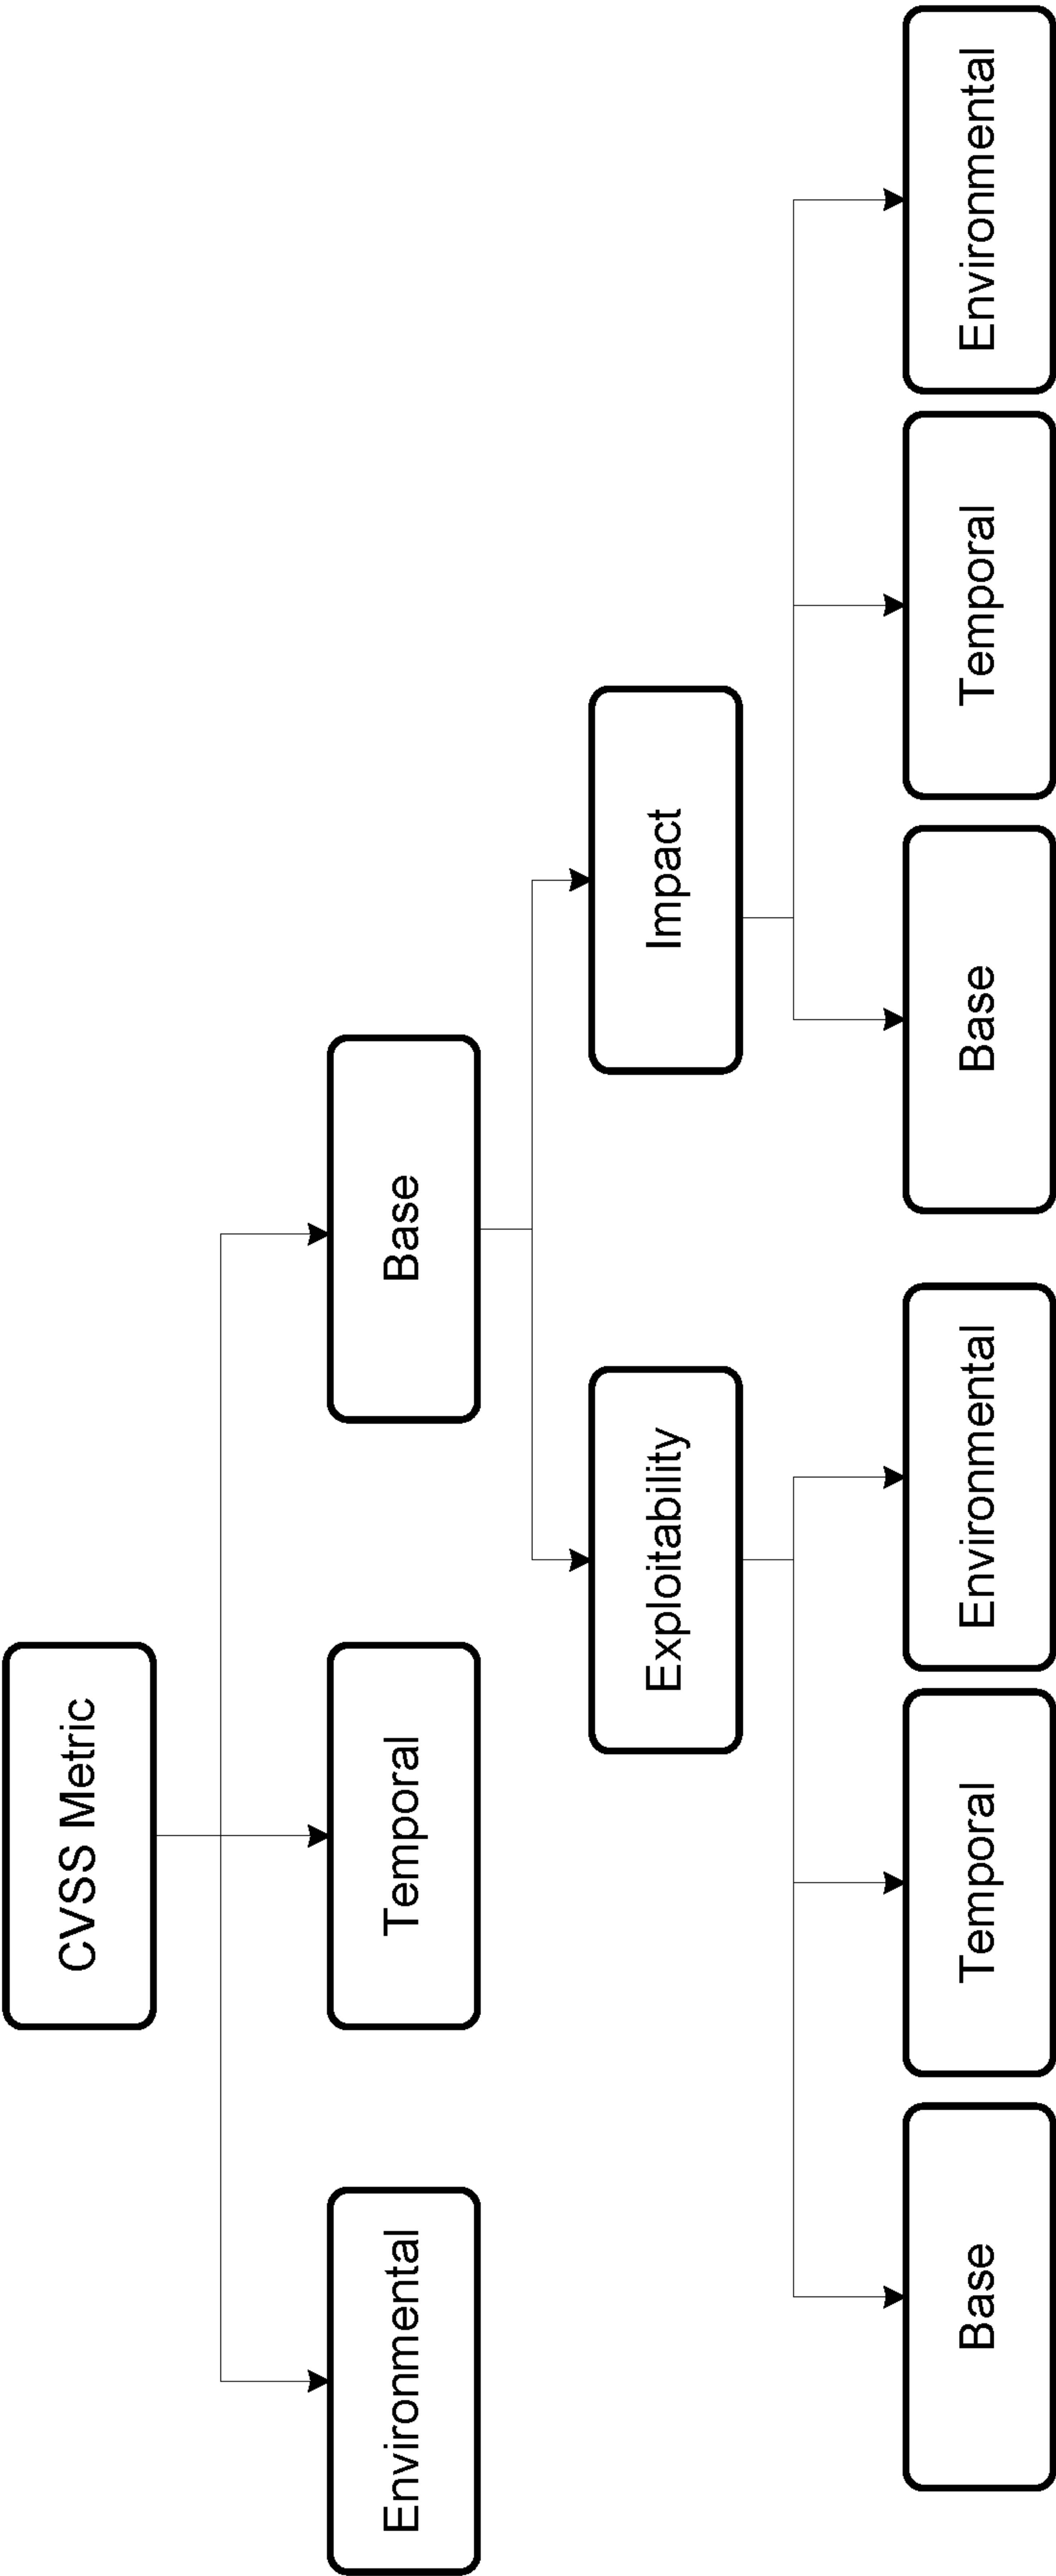 CVSS Metric
Environmental
Temporal
Base
Exploitability
Impact
Base
Temporal
Environmental
Base
Temporal
Environmental